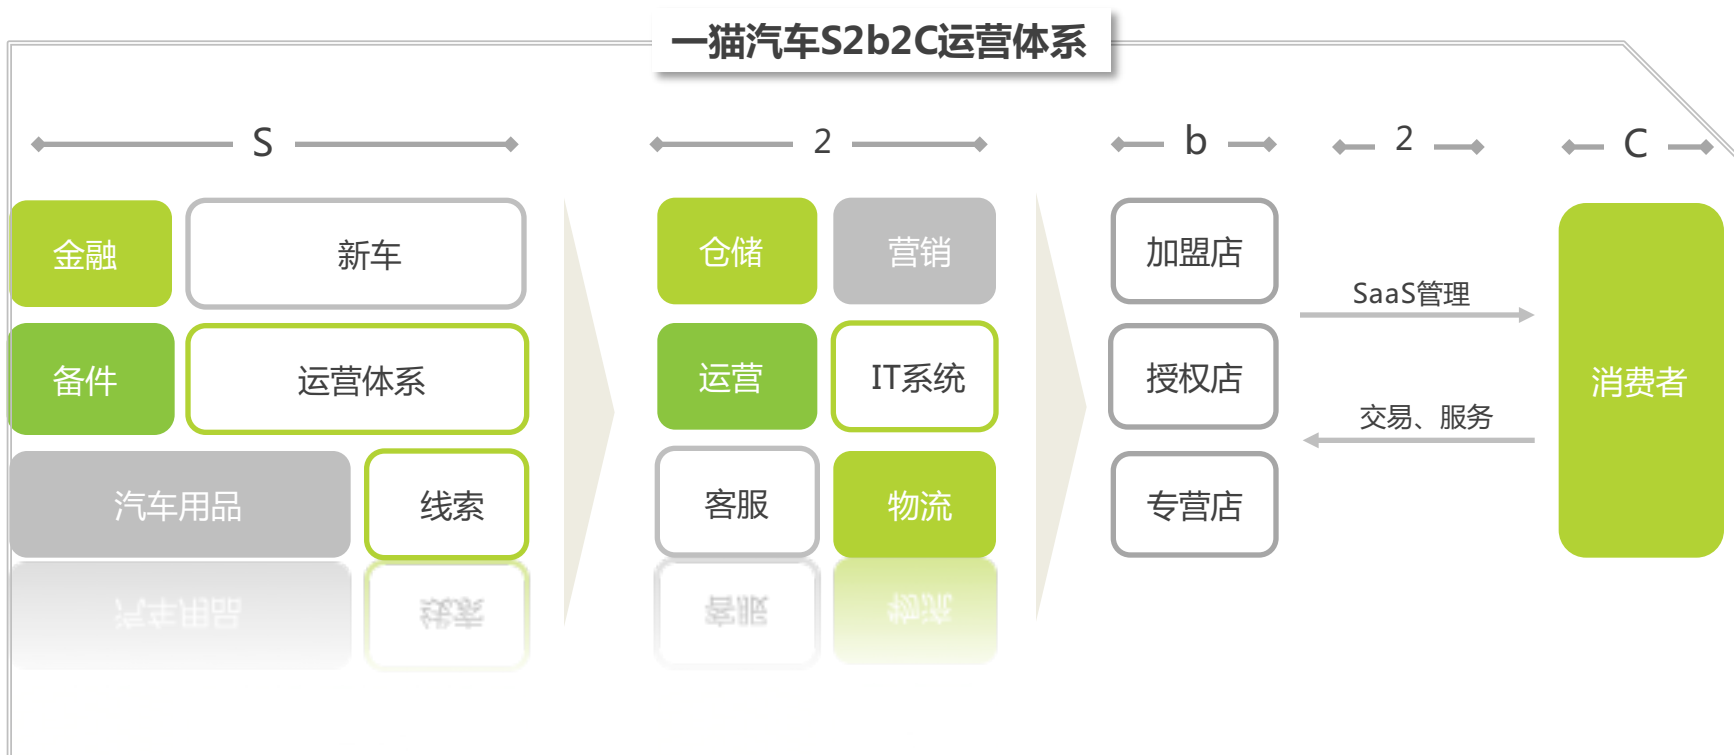 一猫汽车S2b2C运营体系
S
2
b
2
C
金融
新车
备件
运营体系
汽车用品
线索
仓储
营销
运营
IT系统
客服
物流
加盟店
授权店
专营店
SaaS管理
交易、服务
消费者